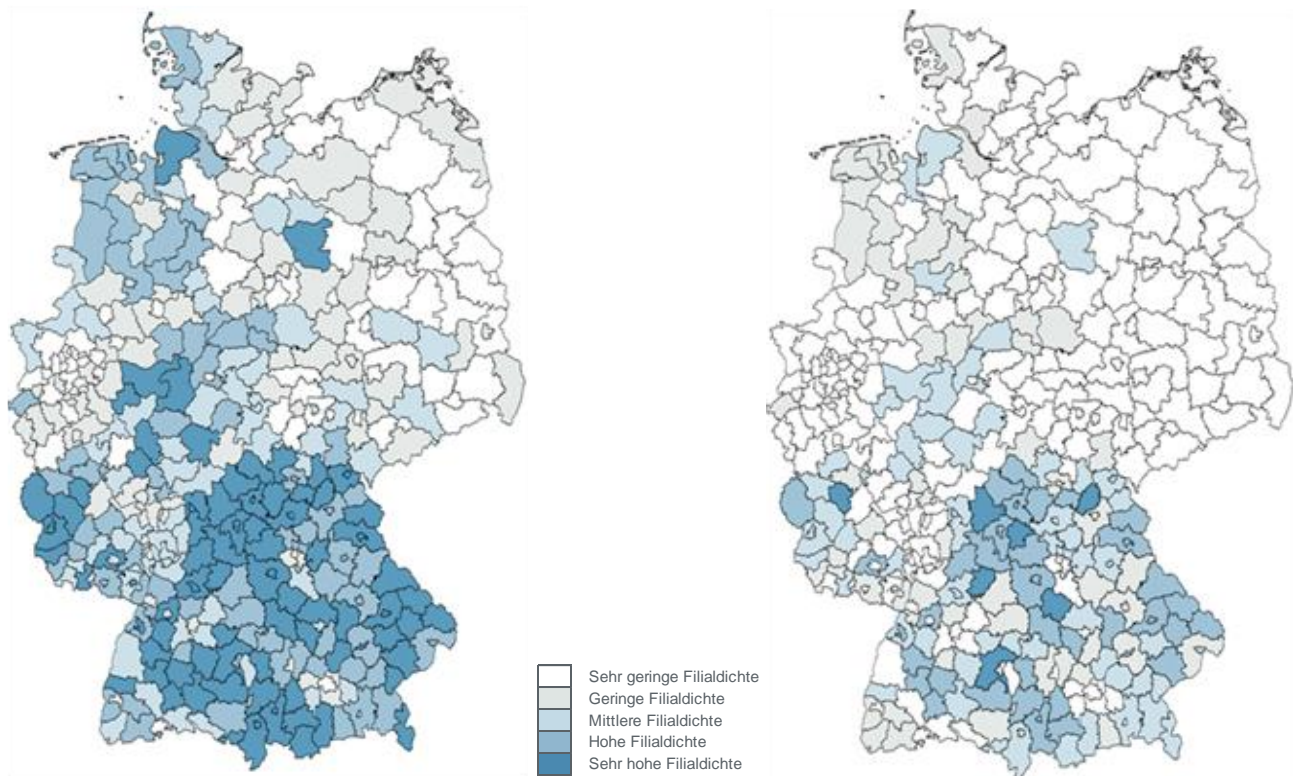 Sehr geringe Filialdichte
Geringe Filialdichte
Mittlere Filialdichte
Hohe Filialdichte
Sehr hohe Filialdichte